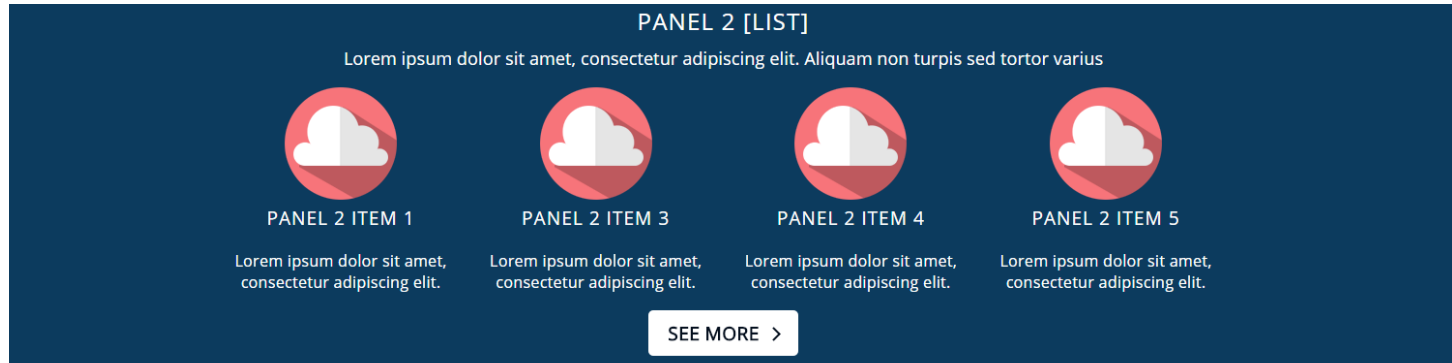 PANEL 2 [LIST]
Lorem ipsum dolor sit amet, consectetur adipiscing elit. Aliquam non turpis sed tortor varius
PANEL 2 ITEM 1
Lorem ipsum dolor sit amet,
consectetur adipiscing elit.
PANEL 2 ITEM 3
Lorem ipsum dolor sit amet,
consectetur adipiscing elit.
PANEL 2 ITEM 4
Lorem ipsum dolor sit amet,
consectetur adipiscing elit.
PANEL 2 ITEM 5
Lorem ipsum dolor sit amet,
consectetur adipiscing elit.
SEE MORE